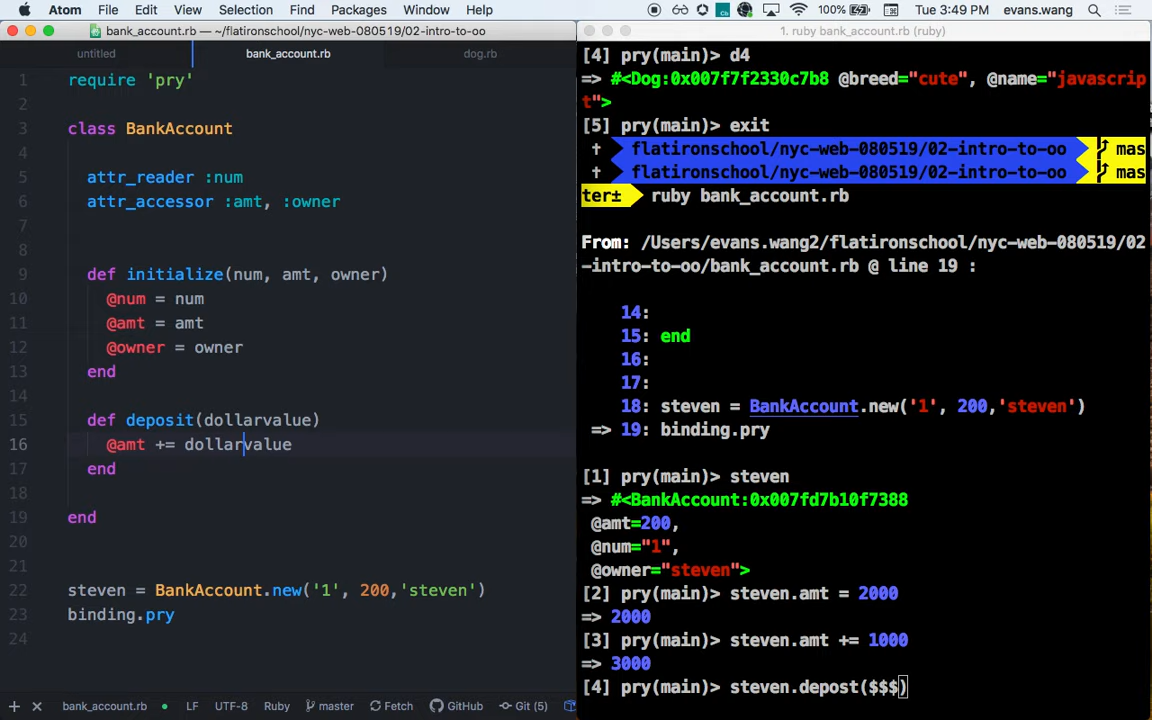 Atom File Edit View Selection Find Packages Window Help 100% Tue 3:49 PM evans.wang
bank_account.rb — ~/flatironschool/nyc-web-080519/02-intro-to-oo
untitled bank_account.rb dog.rb
1 require 'pry'
2
3 class BankAccount
4
5 attr_reader :num
6 attr_accessor :amt, :owner
7
8
9 def initialize(num, amt, owner)
10 @num = num
11 @amt = amt
12 @owner = owner
13 end
14
15 def deposit(dollarvalue)
16 @amt += dollarvalue
17 end
18
19 end
20
21
22 steven = BankAccount.new('1', 200,'steven')
23 binding.pry
24
bank_account.rb LF UTF-8 Ruby master Fetch GitHub Git (5)
1. ruby bank_account.rb (ruby)
[4] pry(main)> d4
=> #<Dog:0x007f7f2330c7b8 @breed="cute", @name="javascrip
t">
[5] pry(main)> exit
flatironschool/nyc-web-080519/02-intro-to-oo mas
flatironschool/nyc-web-080519/02-intro-to-oo mas
ter± ruby bank_account.rb
From: /Users/evans.wang2/flatironschool/nyc-web-080519/02
-intro-to-oo/bank_account.rb @ line 19 :
14:
15: end
16:
17:
18: steven = BankAccount.new('1', 200,'steven')
=> 19: binding.pry
[1] pry(main)> steven
=> #<BankAccount:0x007fd7b10f7388
@amt=200,
@num="1",
@owner="steven">
[2] pry(main)> steven.amt = 2000
=> 2000
[3] pry(main)> steven.amt += 1000
=> 3000
[4] pry(main)> steven.depost($$$)